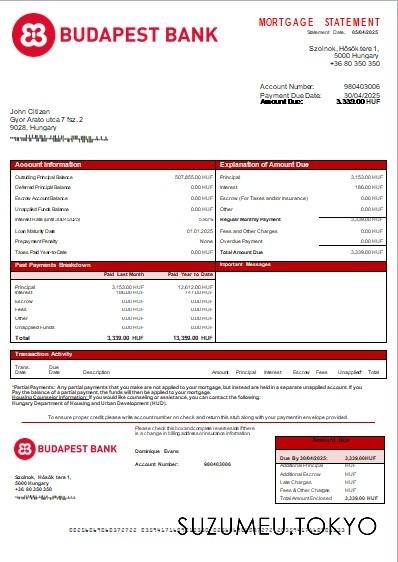 BUDAPEST BANK
MORTGAGE STATEMENT
Statement Date: 05/04/2025
Szolnok, Hősök tere 1,
5000 Hungary
+36 80 350 350
Account Number: 980403006
Payment Due Date: 30/04/2025
Amount Due: 3,339.00 HUF
John Citizen
Gyor Arato utca 7 fsz. 2
9028, Hungary
Account Information
Outstanding Principal Balance 507,855.00 HUF
Deferred Principal Balance 0.00 HUF
Escrow Account Balance 0.00 HUF
Unapplied Funds Balance 0.00 HUF
Interest Rate
Loan Maturity Date 01.01.2025
Prepayment Penalty None
Taxes Paid Year-to-Date 0.00 HUF
Explanation of Amount Due
Principal 3,153.00 HUF
Interest 186.00 HUF
Escrow (For Taxes and/or Insurance) 0.00 HUF
Other 0.00 HUF
Regular Monthly Payment 3,339.00 HUF
Fees and Other Charges 0.00 HUF
Overdue Payment 0.00 HUF
Total Amount Due 3,339.00 HUF
Past Payments Breakdown
Paid Last Month Paid Year to Date
Principal 3,153.00 HUF 12,612.00 HUF
Interest 186.00 HUF
Escrow 0.00 HUF 0.00 HUF
Fees 0.00 HUF 0.00 HUF
Other 0.00 HUF 0.00 HUF
Unapplied Funds 0.00 HUF 0.00 HUF
Total 3,339.00 HUF 13,359.00 HUF
Important Messages
Transaction Activity
Trans. Date Due Date Description Amount Principal Interest Escrow Fees Unapplied Total
*Partial Payments: Any partial payments that you make are not applied to your mortgage, but instead are held in a separate unapplied account. If you
Pay the balance of a partial payment, the funds will then be applied to your mortgage.
Housing Counselor Information: If you would like counseling or assistance, you can contact the following:
Hungary Department of Housing and Urban Development (HUD).
To ensure proper credit, please write account number on check and return this stub along with your payment in envelope provided.
BUDAPEST BANK
Szolnok, Hősök tere 1,
5000 Hungary
+36 80 350 350
Please check this box and complete reverse side if there
is a change in billing address or insurance information.
Dominique Evans
Account Number: 980403006
Amount Due
Due By 30/04/2025: 3,339.00HUF
Additional Principal HUF
Additional Escrow HUF
Late Charges HUF
Fees & Other Charges HUF
Total Amount Enclosed 3,339.00 HUF
SUZUMEU.TOKYO